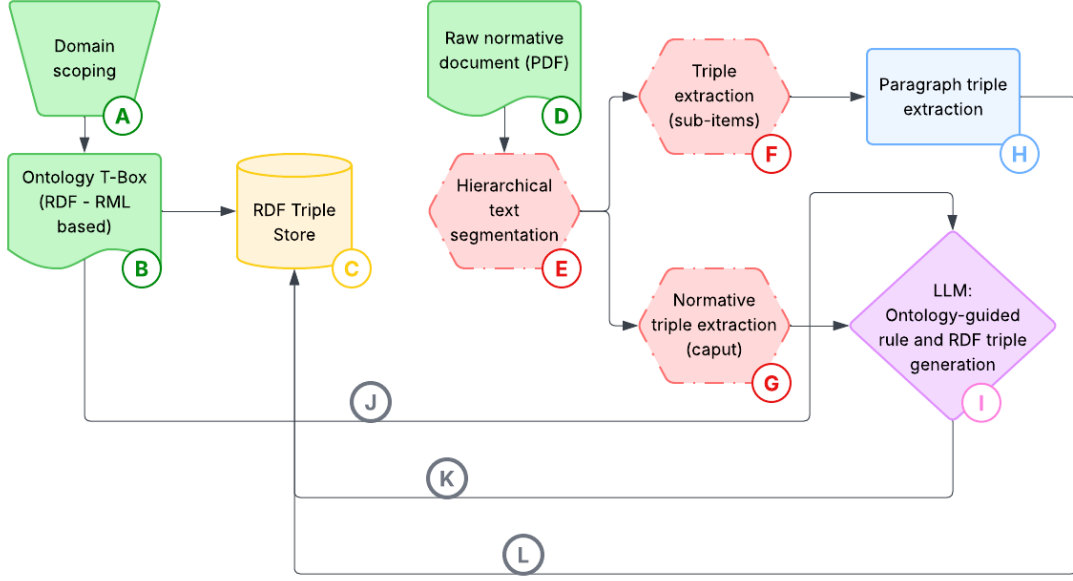 Domain
scoping
A
Ontology T-Box
(RDF - RML
based)
B
RDF Triple
Store
C
Raw normative
document (PDF)
D
Hierarchical
text
segmentation
E
Triple
extraction
(sub-items)
F
Normative
triple extraction
(caput)
G
Paragraph triple
extraction
H
LLM:
Ontology-guided
rule and RDF triple
generation
I
J
K
L